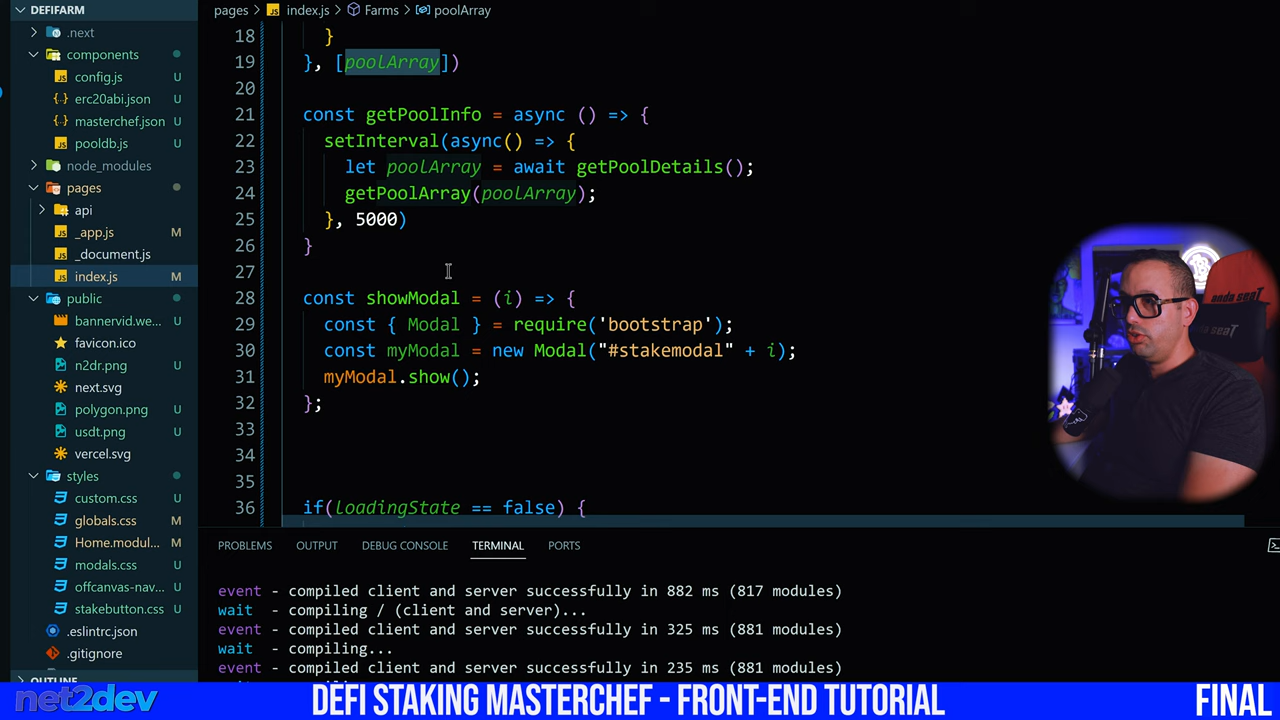 DEFIFARM
.next
components
config.js U
erc20abi.json U
masterchef.json U
pooldb.js U
node_modules
pages
api
_app.js M
_document.js
index.js M
public
bannervid.we... U
favicon.ico
n2dr.png U
next.svg
polygon.png U
usdt.png U
vercel.svg
styles
custom.css U
globals.css M
Home.modul... M
modals.css U
offcanvas-nav... U
stakebutton.css U
.eslintrc.json
.gitignore
OUTLINE
pages > index.js > Farms > poolArray
18 }
19 }, [poolArray])
20
21 const getPoolInfo = async () => {
22 setInterval(async() => {
23 let poolArray = await getPoolDetails();
24 getPoolArray(poolArray);
25 }, 5000)
26 }
27
28 const showModal = (i) => {
29 const { Modal } = require('bootstrap');
30 const myModal = new Modal("#stakemodal" + i);
31 myModal.show();
32 };
33
34
35
36 if(loadingState == false) {
PROBLEMS OUTPUT DEBUG CONSOLE TERMINAL PORTS
event - compiled client and server successfully in 882 ms (817 modules)
wait - compiling / (client and server)...
event - compiled client and server successfully in 325 ms (881 modules)
wait - compiling...
event - compiled client and server successfully in 235 ms (881 modules)
net2dev DEFI STAKING MASTERCHEF - FRONT-END TUTORIAL FINAL